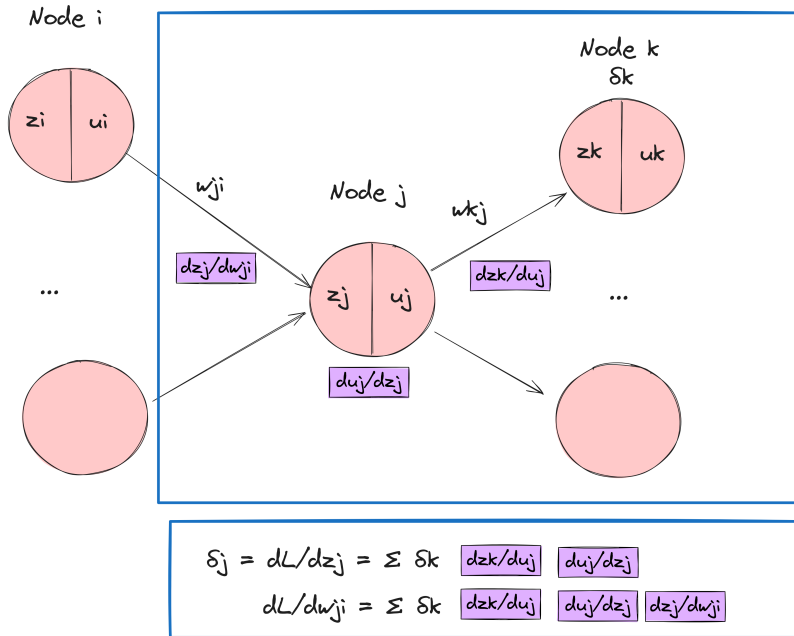 Node i
Node k
δk
zi ui
zk uk
wji
Node j
wkj
dzj/dwji
dzk/duj
...
zj uj
...
duj/dzj
δj = dL/dzj = Σ δk dzk/duj duj/dzj
dL/dwji = Σ δk dzk/duj duj/dzj dzj/dwji